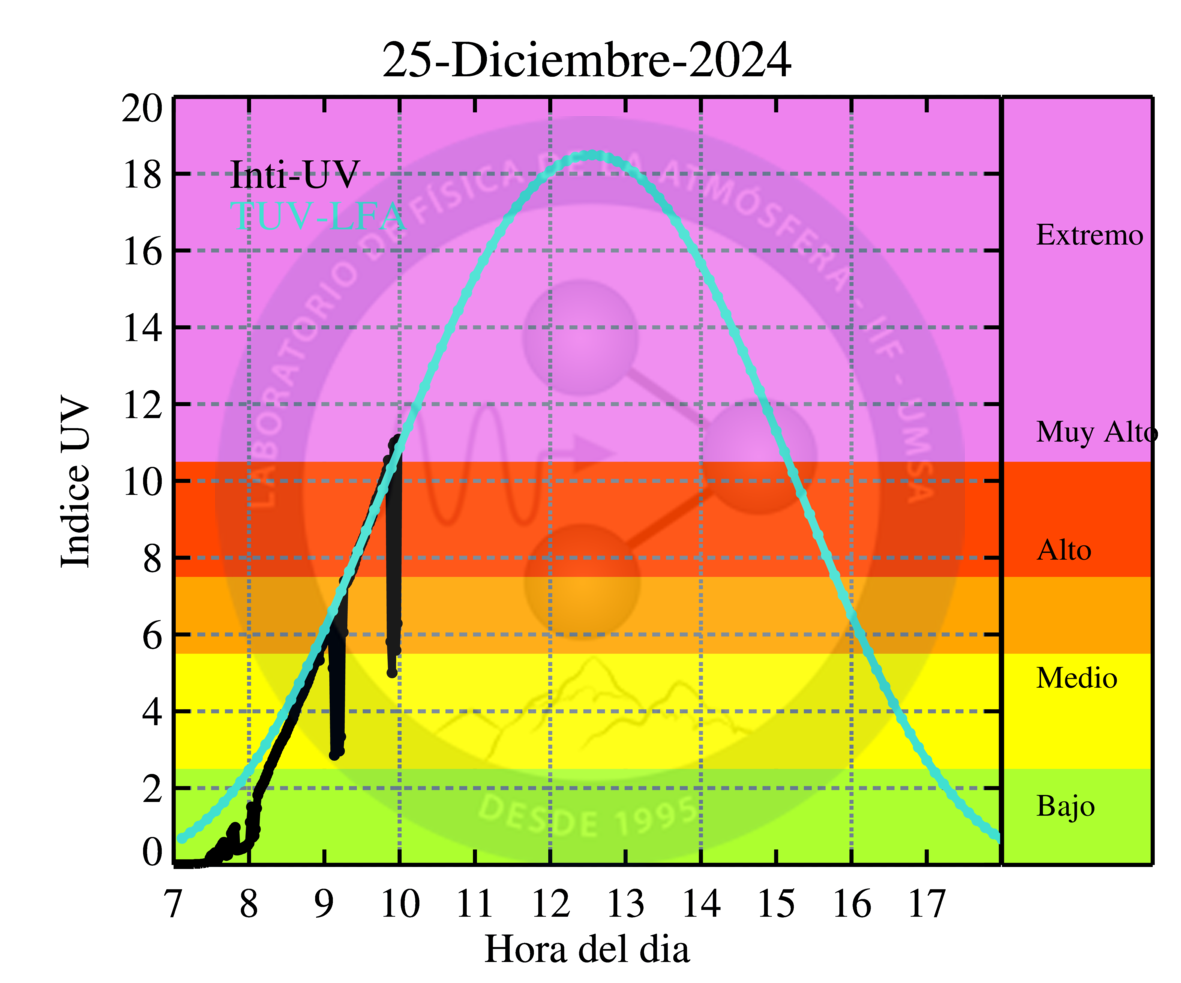 25-Diciembre-2024
Indice UV
20
18
16
14
12
10
8
6
4
2
0
Inti-UV
TUV-LFA
LABORATORIO DE FÍSICA DE LA ATMÓSFERA - IIF - UMSA
DESDE 1995
Extremo
Muy Alto
Alto
Medio
Bajo
7 8 9 10 11 12 13 14 15 16 17
Hora del dia